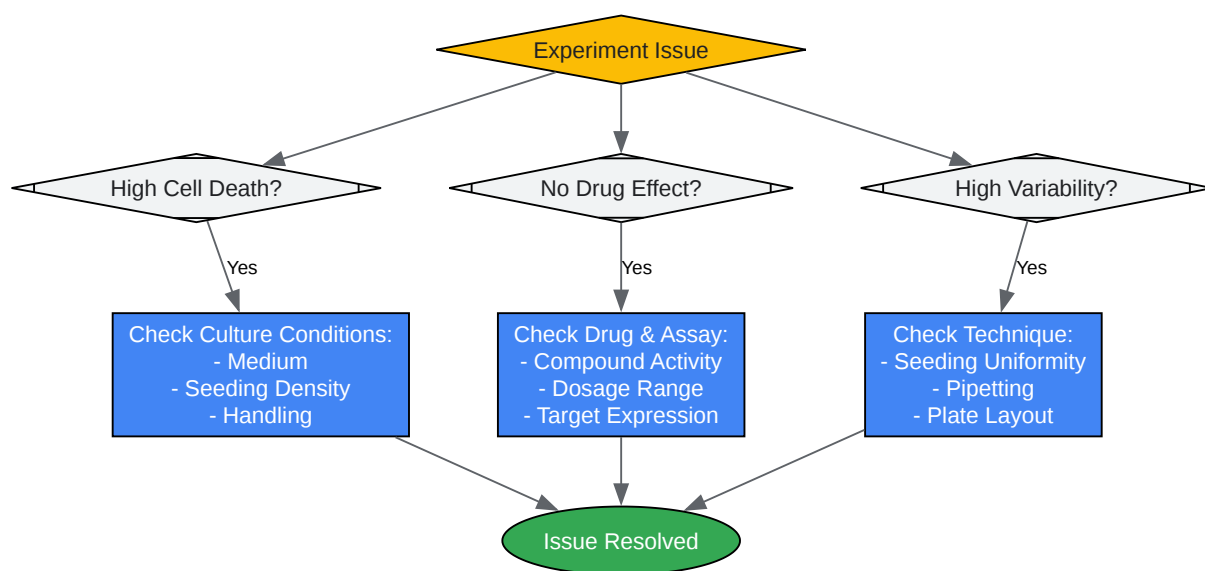 Experiment Issue
High Cell Death?
No Drug Effect?
High Variability?
Yes
Yes
Yes
Check Culture Conditions:
- Medium
- Seeding Density
- Handling
Check Drug & Assay:
- Compound Activity
- Dosage Range
- Target Expression
Check Technique:
- Seeding Uniformity
- Pipetting
- Plate Layout
Issue Resolved